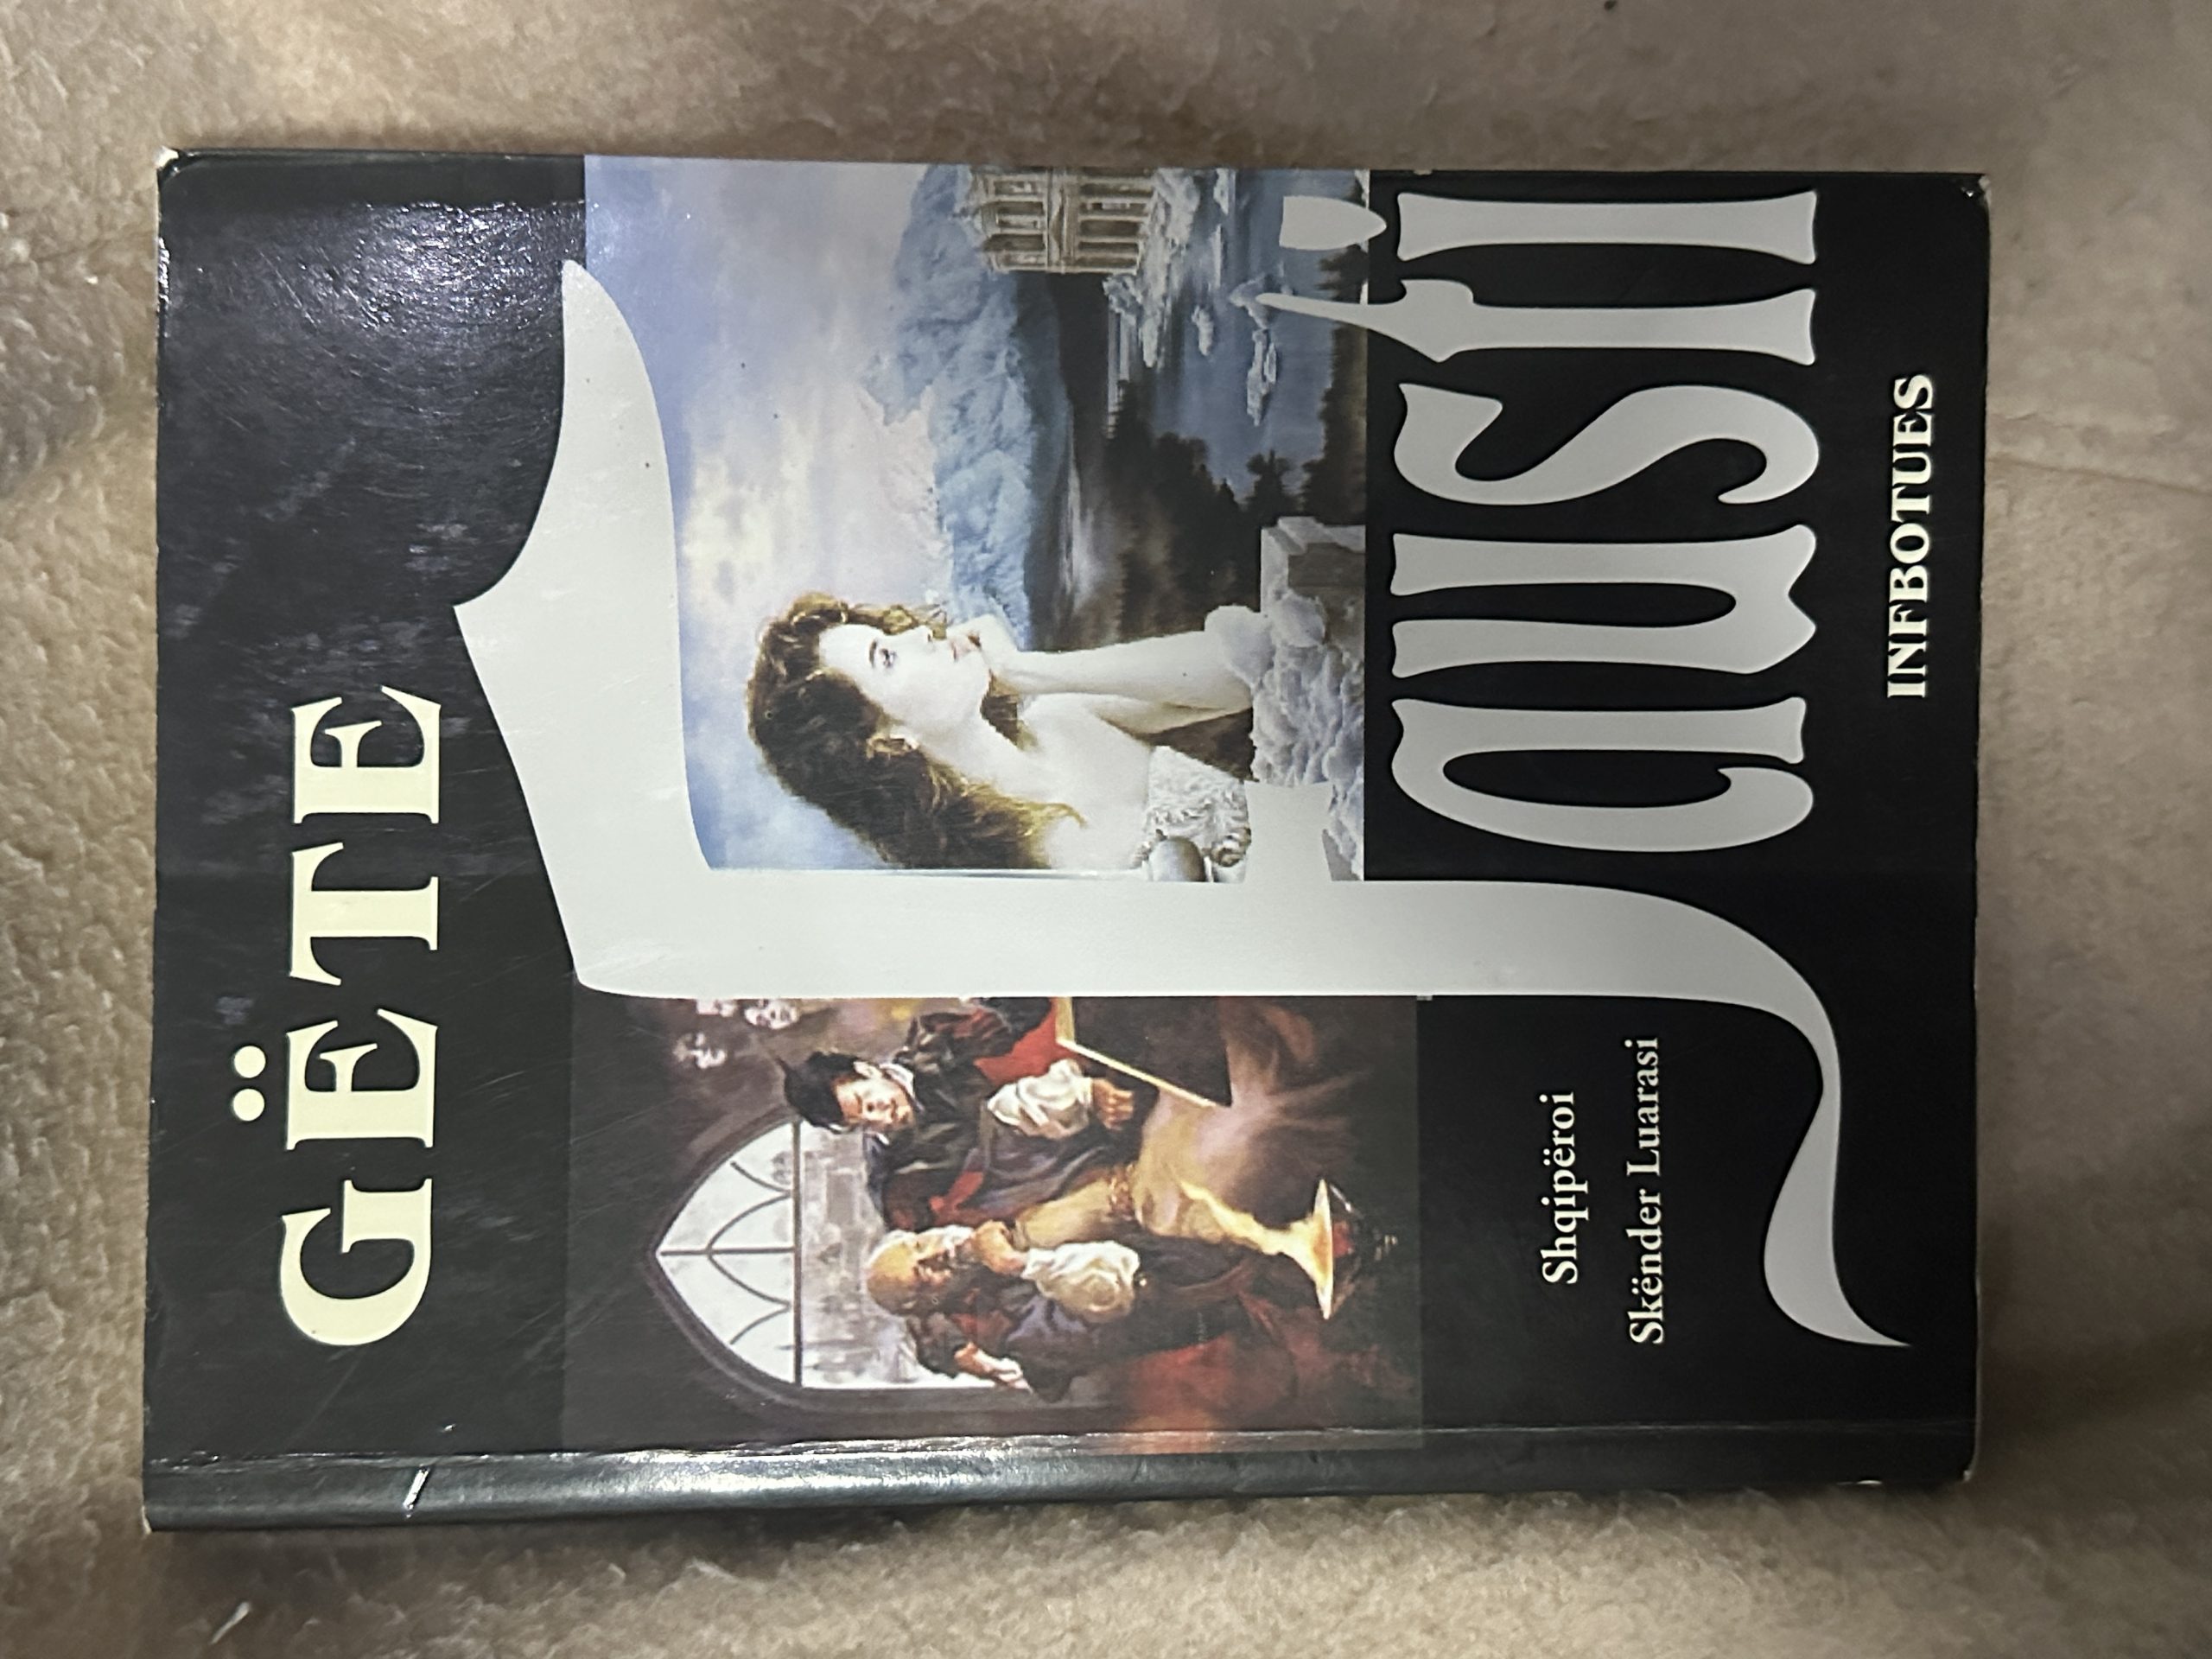 GËTE
Fausti
Shqipëroi
Skënder Luarasi
INFBOTUES